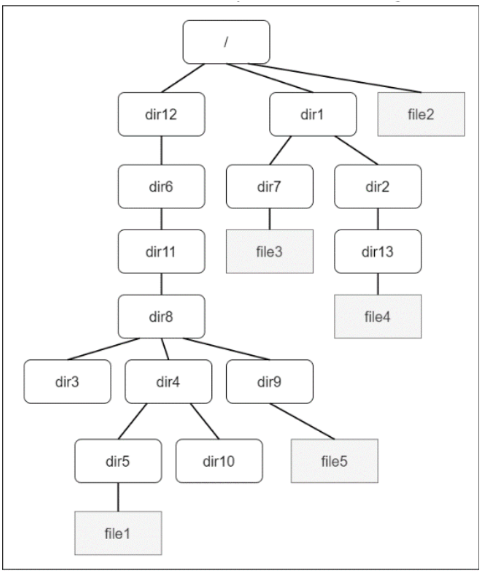 /
dir12
dir1
file2
dir6
dir7
dir2
dir11
file3
dir13
dir8
file4
dir3
dir4
dir9
dir5
dir10
file5
file1